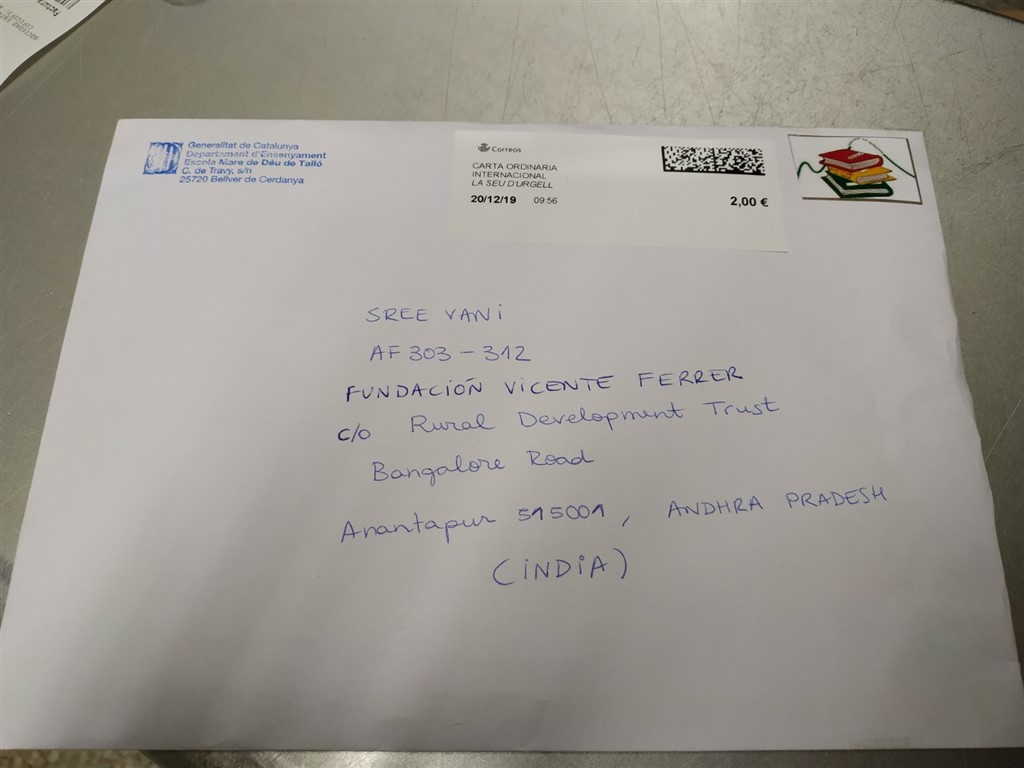 Factura
SOCIEDAD
Generalitat de Catalunya
Departament d'Ensenyament
Escola Mare de Déu de Talló
C. de Travy, s/n
25720 Bellver de Cerdanya
Correos
CARTA ORDINARIA
INTERNACIONAL
LA SEU D'URGELL
20/12/19 09:56
2,00 €
SREE VANI
AF 303 - 312
FUNDACIÓN VICENTE FERRER
c/o Rural Development Trust
Bangalore Road
Anantapur 515001, ANDHRA PRADESH
(INDIA)